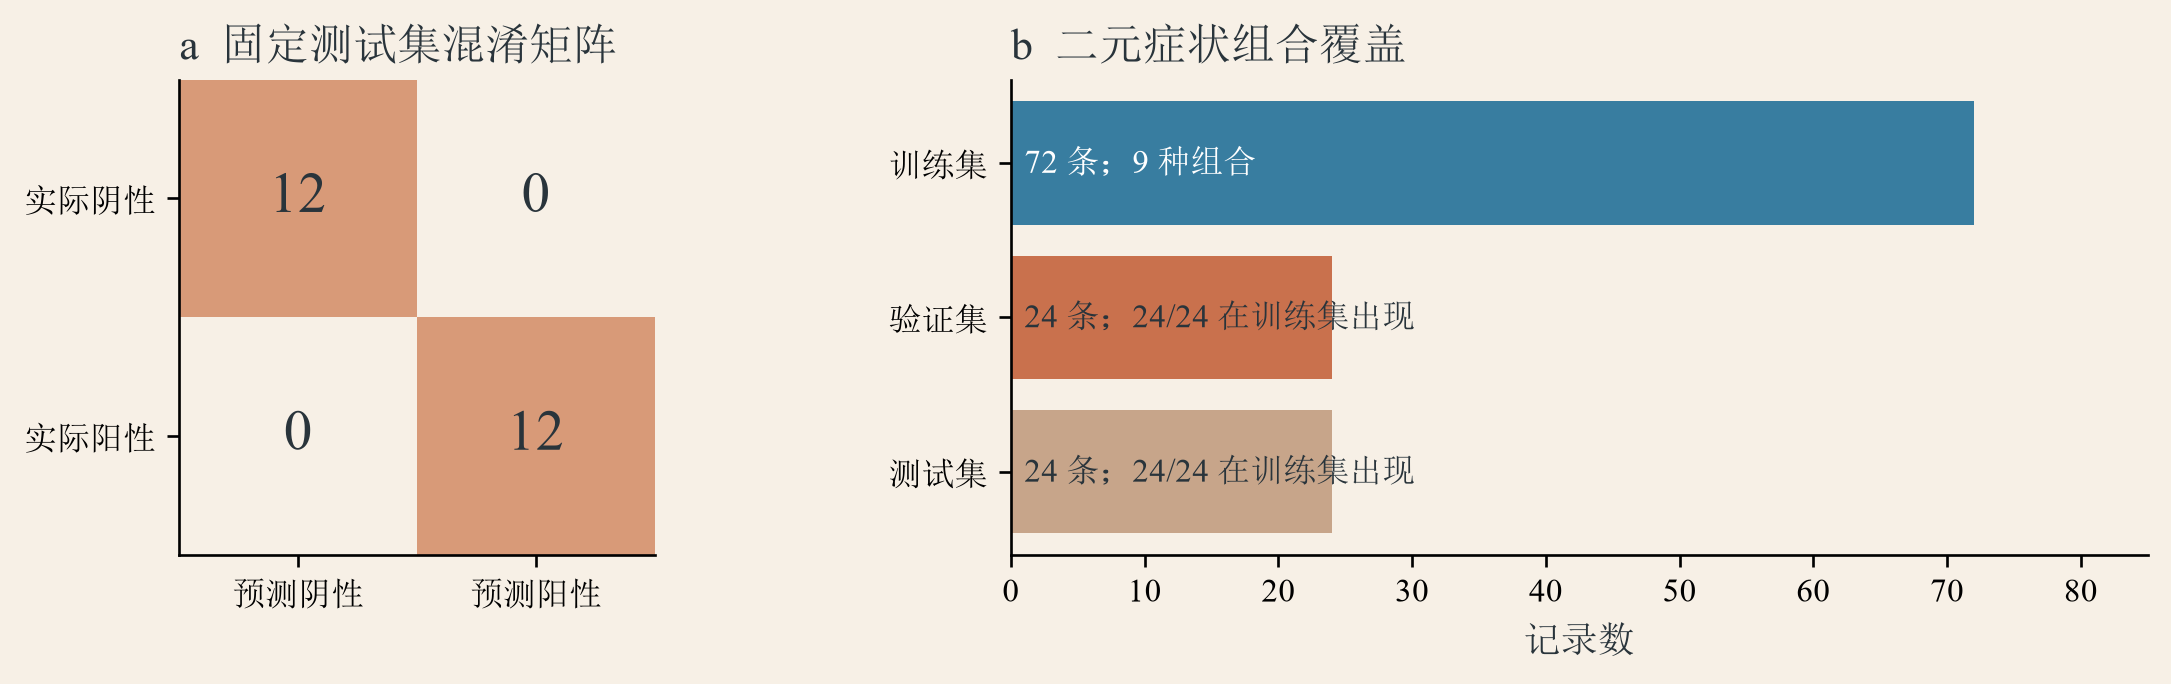 a 固定测试集混淆矩阵
实际阴性
12
0
实际阳性
0
12
预测阴性
预测阳性
b 二元症状组合覆盖
训练集
72 条；9 种组合
验证集
24 条；24/24 在训练集出现
测试集
24 条；24/24 在训练集出现
0 10 20 30 40 50 60 70 80
记录数